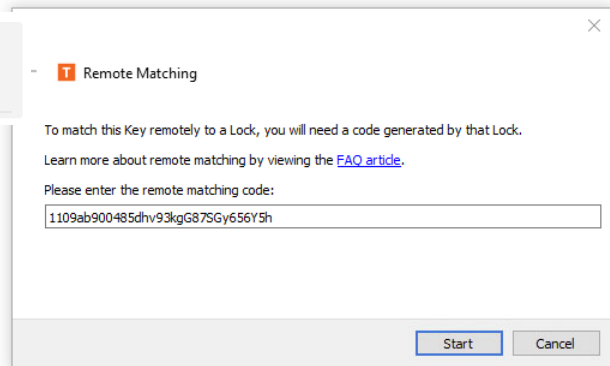 T Remote Matching
To match this Key remotely to a Lock, you will need a code generated by that Lock.
Learn more about remote matching by viewing the FAQ article.
Please enter the remote matching code:
1109ab900485dhv93kgG87SGy656Y5h
Start Cancel